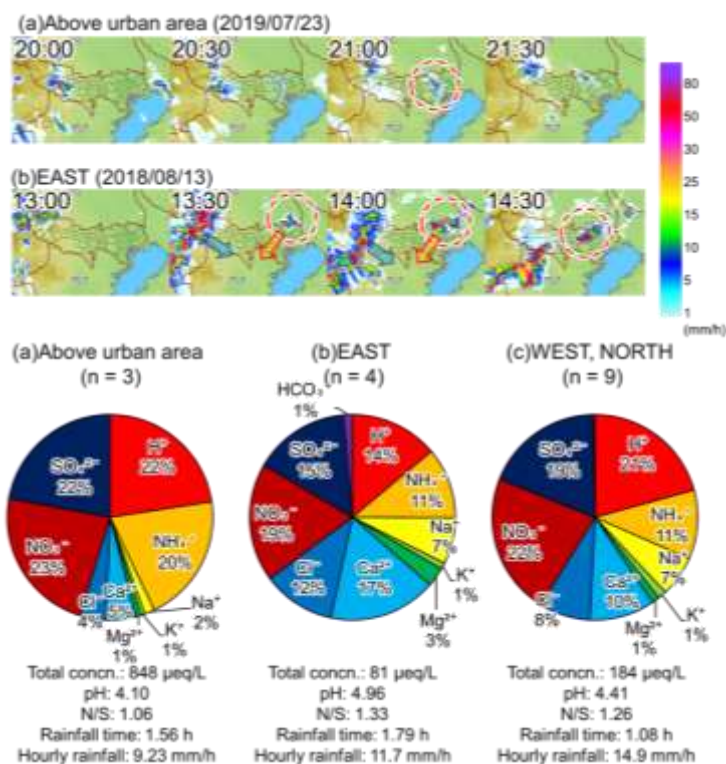 (a)Above urban area (2019/07/23)
20:00 20:30 21:00 21:30
(b)EAST (2018/08/13)
13:00 13:30 14:00 14:30
80
50
30
20
15
10
5
1
(mm/h)
(a)Above urban area
(n = 3)
H⁺
22%
NH₄⁺
20%
Na⁺
2%
K⁺
1%
Mg²⁺
1%
Ca²⁺
5%
Cl⁻
4%
NO₃⁻
23%
SO₄²⁻
22%
Total concn.: 848 µeq/L
pH: 4.10
N/S: 1.06
Rainfall time: 1.56 h
Hourly rainfall: 9.23 mm/h
(b)EAST
(n = 4)
HCO₃⁻
1%
H⁺
14%
NH₄⁺
11%
Na⁺
7%
K⁺
1%
Mg²⁺
3%
Ca²⁺
17%
Cl⁻
12%
NO₃⁻
19%
SO₄²⁻
15%
Total concn.: 81 µeq/L
pH: 4.96
N/S: 1.33
Rainfall time: 1.79 h
Hourly rainfall: 11.7 mm/h
(c)WEST, NORTH
(n = 9)
H⁺
21%
NH₄⁺
11%
Na⁺
7%
K⁺
1%
Mg²⁺
1%
Ca²⁺
10%
Cl⁻
8%
NO₃⁻
22%
SO₄²⁻
19%
Total concn.: 184 µeq/L
pH: 4.41
N/S: 1.26
Rainfall time: 1.08 h
Hourly rainfall: 14.9 mm/h